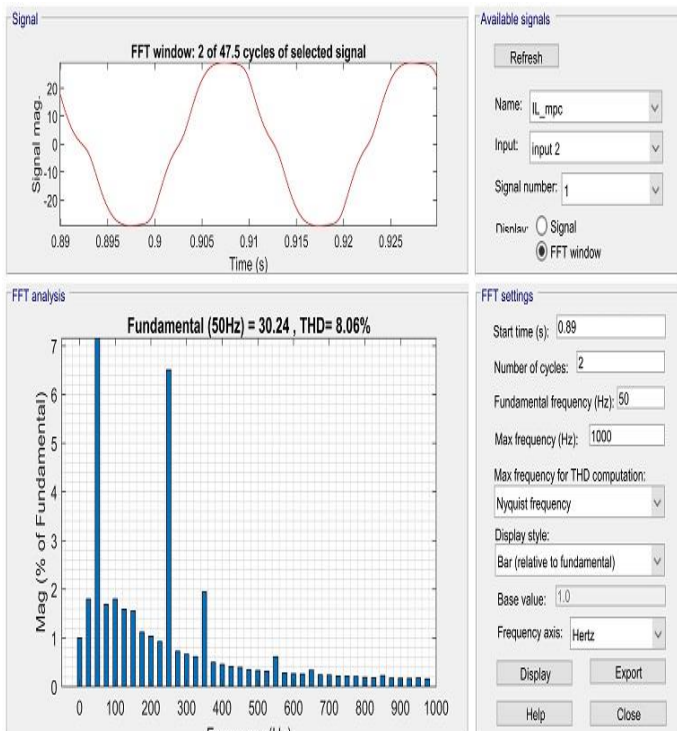 Signal
FFT window: 2 of 47.5 cycles of selected signal
Signal mag.
20
10
0
-10
-20
0.89 0.895 0.9 0.905 0.91 0.915 0.92 0.925
Time (s)
Available signals
Refresh
Name: IL_mpc
Input: input 2
Signal number: 1
Display: Signal
FFT window
FFT analysis
Fundamental (50Hz) = 30.24 , THD= 8.06%
Mag (% of Fundamental)
7
6
5
4
3
2
1
0
0 100 200 300 400 500 600 700 800 900 1000
FFT settings
Start time (s): 0.89
Number of cycles: 2
Fundamental frequency (Hz): 50
Max frequency (Hz): 1000
Max frequency for THD computation:
Nyquist frequency
Display style:
Bar (relative to fundamental)
Base value: 1.0
Frequency axis: Hertz
Display Export
Help Close